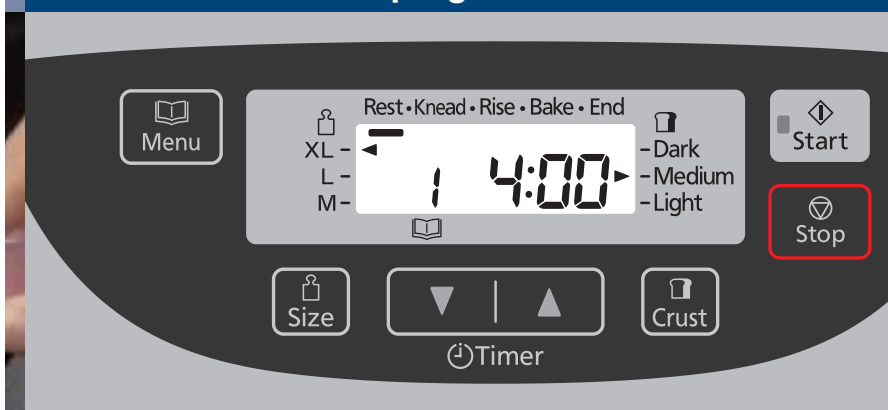 Rest • Knead • Rise • Bake • End
Menu
XL -
L -
M -
1 4:00
- Dark
- Medium
- Light
Start
Stop
Size
Crust
Timer